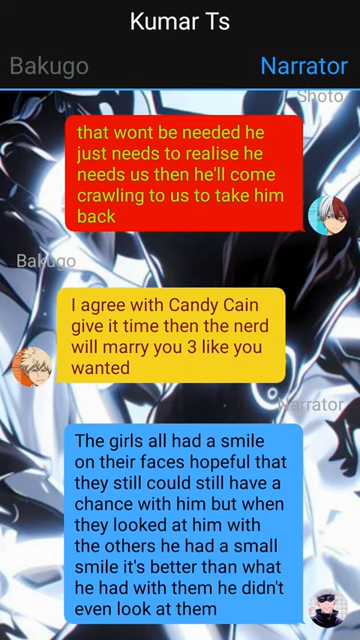 Kumar Ts
Bakugo
Narrator
Shoto
that wont be needed he
just needs to realise he
needs us then he'll come
crawling to us to take him
back
Bakugo
I agree with Candy Cain
give it time then the nerd
will marry you 3 like you
wanted
Narrator
The girls all had a smile
on their faces hopeful that
they still could still have a
chance with him but when
they looked at him with
the others he had a small
smile it's better than what
he had with them he didn't
even look at them